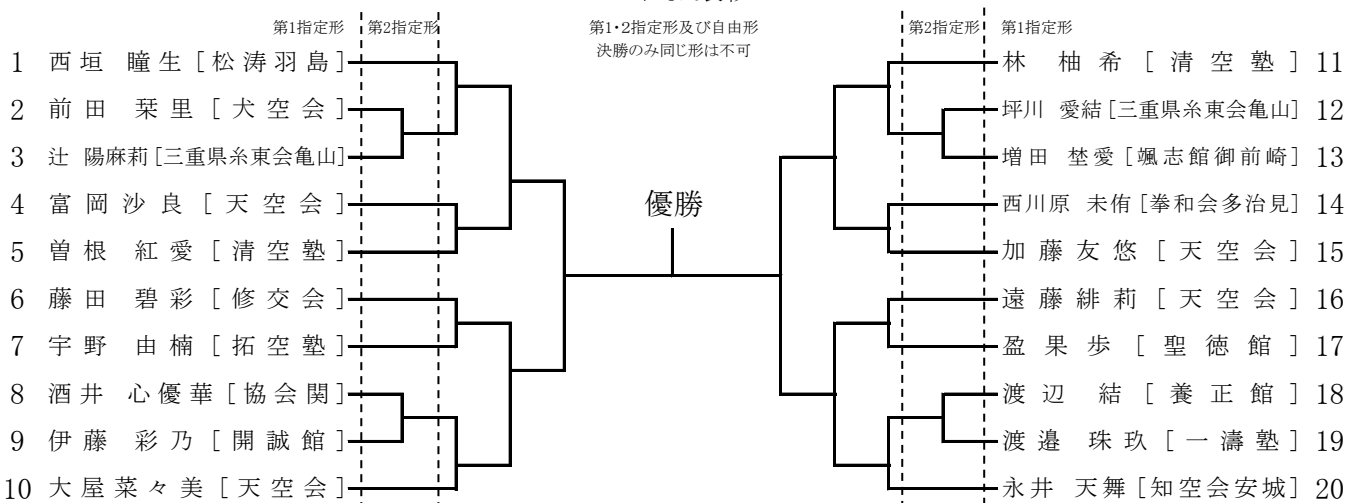 第1指定形 第2指定形
第1・2指定形及び自由形
決勝のみ同じ形は不可
第2指定形 第1指定形
1 西垣 瞳生 [松涛羽島]
2 前田 栞里 [犬空会]
3 辻 陽麻莉 [三重県糸東会亀山]
4 富岡沙良 [天空会]
5 曽根 紅愛 [清空塾]
6 藤田 碧彩 [修交会]
7 宇野 由楠 [拓空塾]
8 酒井 心優華 [協会関]
9 伊藤 彩乃 [開誠館]
10 大屋菜々美 [天空会]
優勝
林 柚希 [清空塾] 11
坪川 愛結 [三重県糸東会亀山] 12
増田 埜愛 [颯志館御前崎] 13
西川原 未侑 [拳和会多治見] 14
加藤友悠 [天空会] 15
遠藤緋莉 [天空会] 16
盈果歩 [聖徳館] 17
渡辺 結 [養正館] 18
渡邉 珠玖 [一濤塾] 19
永井 天舞 [知空会安城] 20